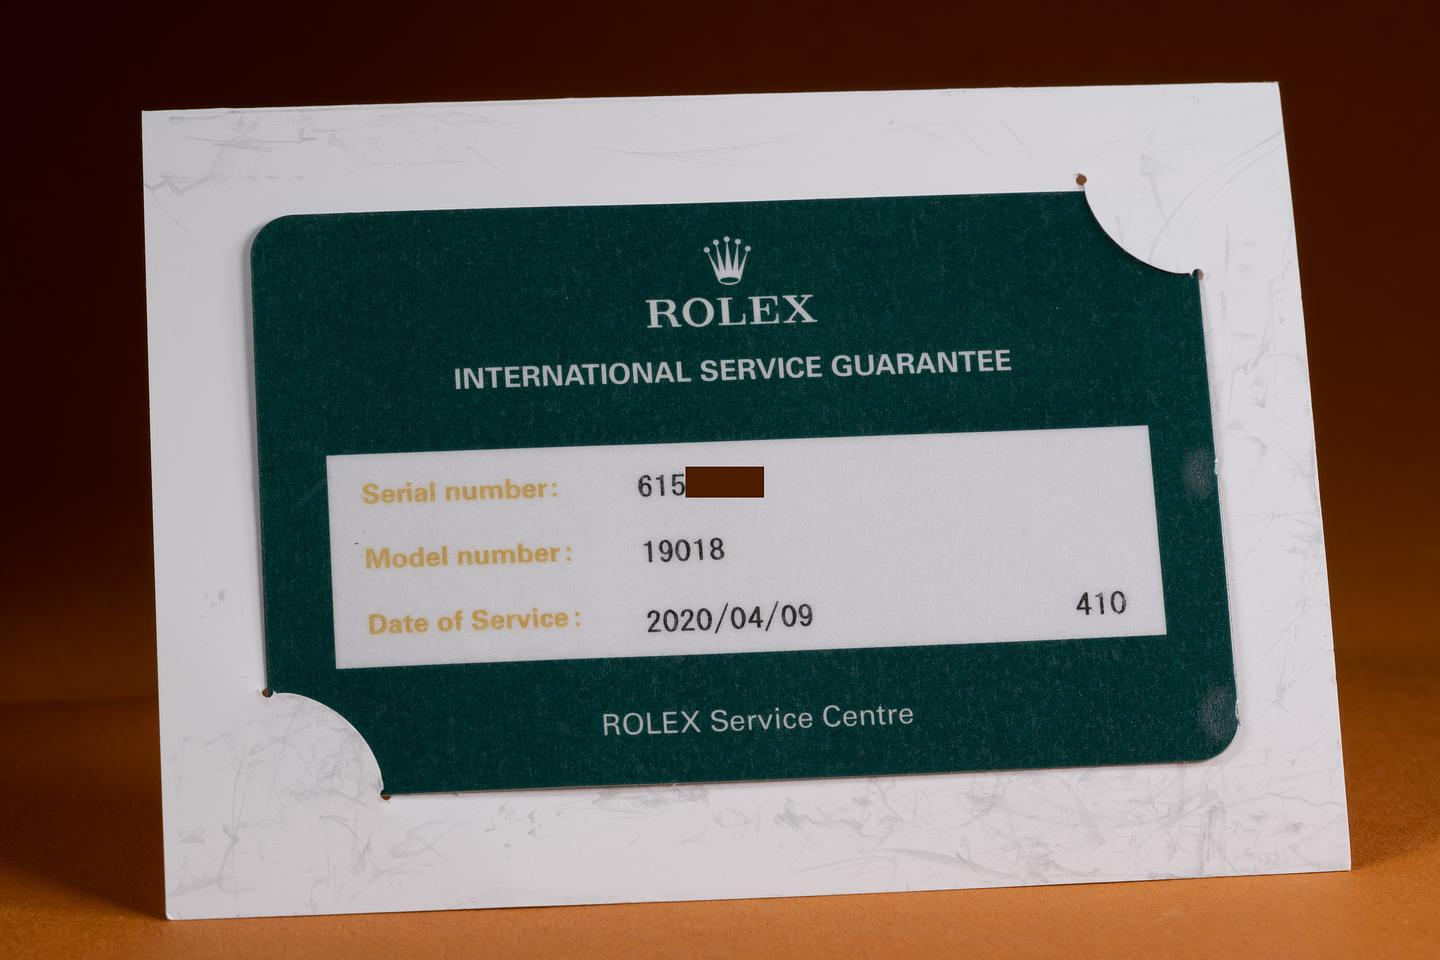 ROLEX
INTERNATIONAL SERVICE GUARANTEE
Serial number: 615
Model number: 19018
Date of Service: 2020/04/09 410
ROLEX Service Centre